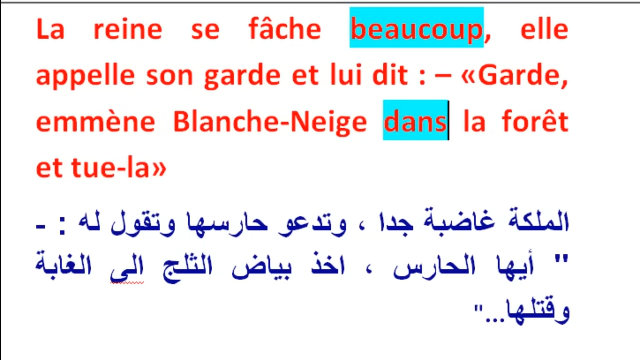 La reine se fâche beaucoup, elle
appelle son garde et lui dit : – «Garde,
emmène Blanche-Neige dans la forêt
et tue-la»
الملكة غاضبة جدا ، وتدعو حارسها وتقول له : -
" أيها الحارس ، اخذ بياض الثلج الى الغابة
وقتلها..."